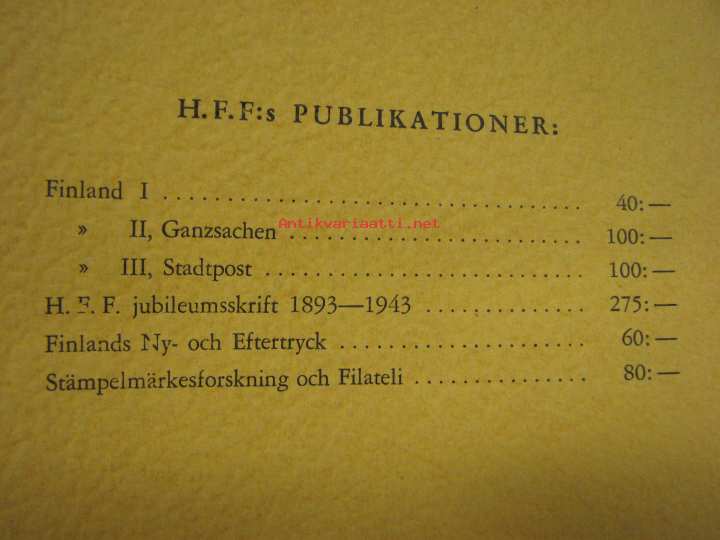 H.F.F:s PUBLIKATIONER:
Finland I ........................................ 40:—
» II, Ganzsachen ............................ 100:—
» III, Stadtpost .............................. 100:—
Antikvariaatti.net
H. F. F. jubileumsskrift 1893—1943 .............. 275:—
Finlands Ny- och Eftertryck ........................ 60:—
Stämpelmärkesforskning och Filateli ................ 80:—